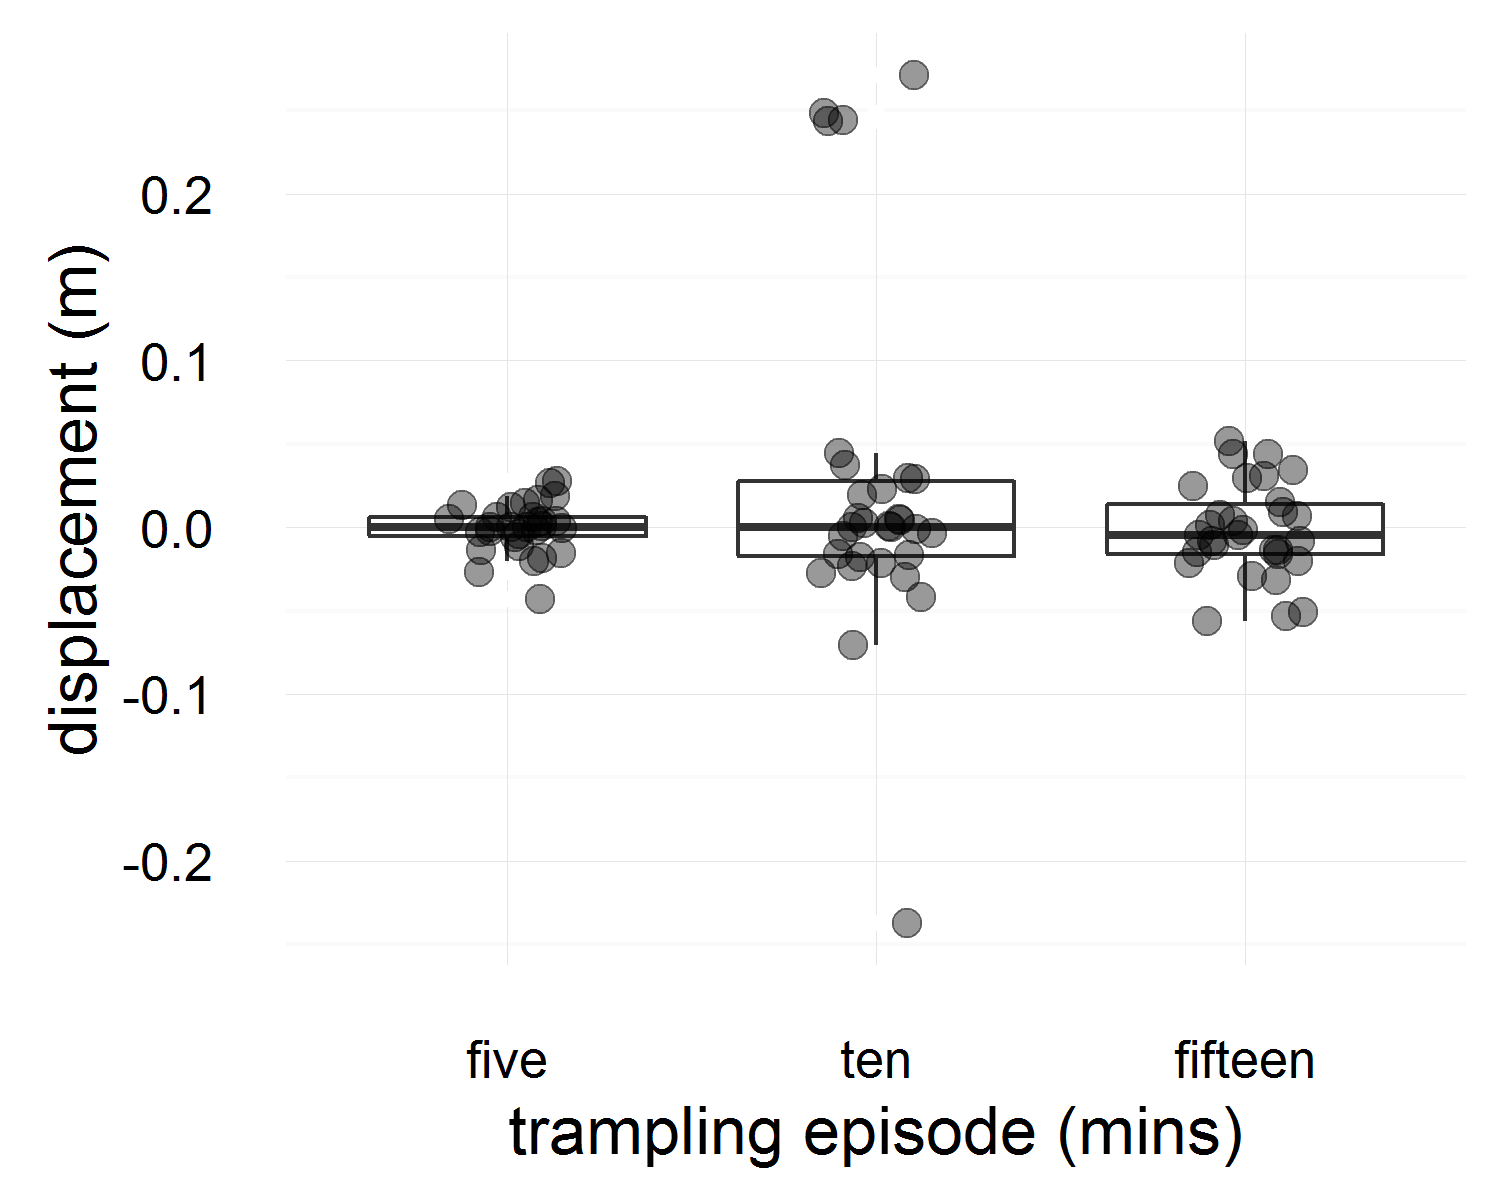 displacement (m)
0.2
0.1
0.0
-0.1
-0.2
five
ten
fifteen
trampling episode (mins)